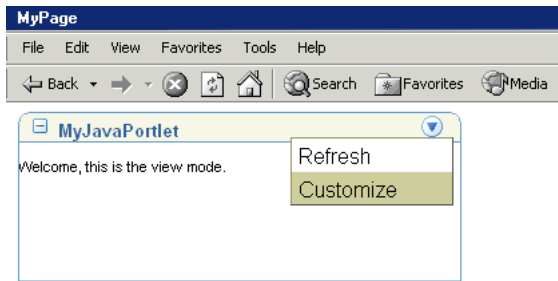 MyPage
File Edit View Favorites Tools Help
Back Search Favorites Media
MyJavaPortlet
Welcome, this is the view mode.
Refresh
Customize